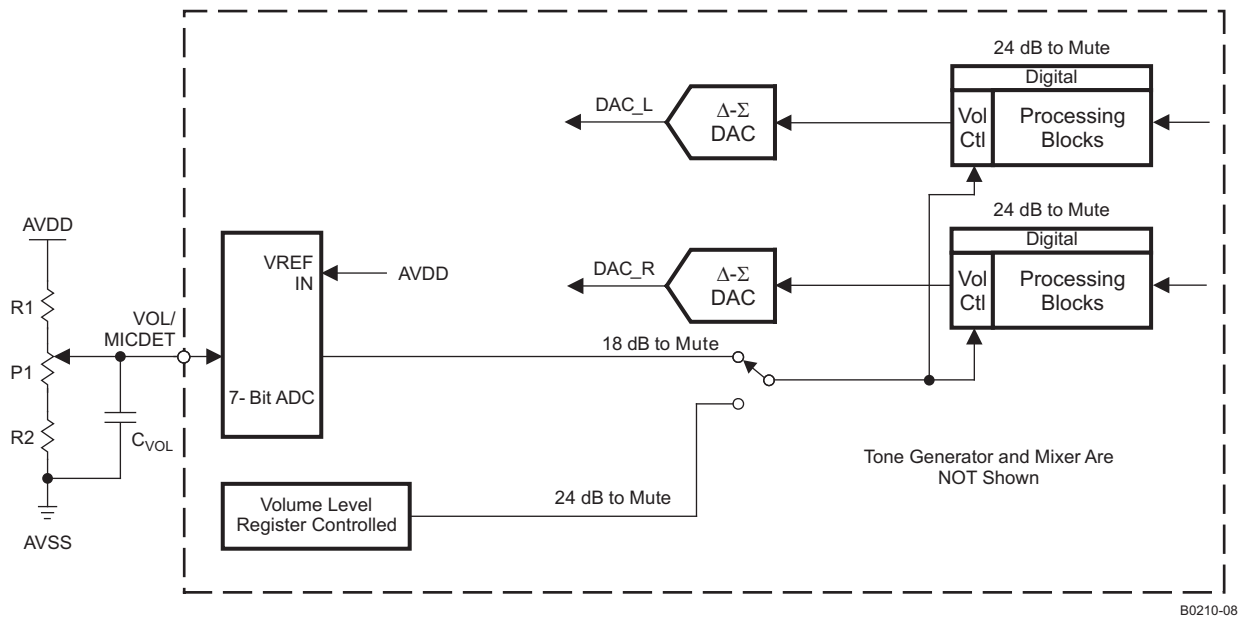 24 dB to Mute
Digital
Vol
Ctl
Processing
Blocks
DAC_L
Δ-Σ
DAC
24 dB to Mute
Digital
Vol
Ctl
Processing
Blocks
DAC_R
Δ-Σ
DAC
AVDD
VREF
IN
AVDD
R1
VOL/
MICDET
P1
18 dB to Mute
7- Bit ADC
R2
CVOL
Tone Generator and Mixer Are
NOT Shown
Volume Level
Register Controlled
24 dB to Mute
AVSS
B0210-08